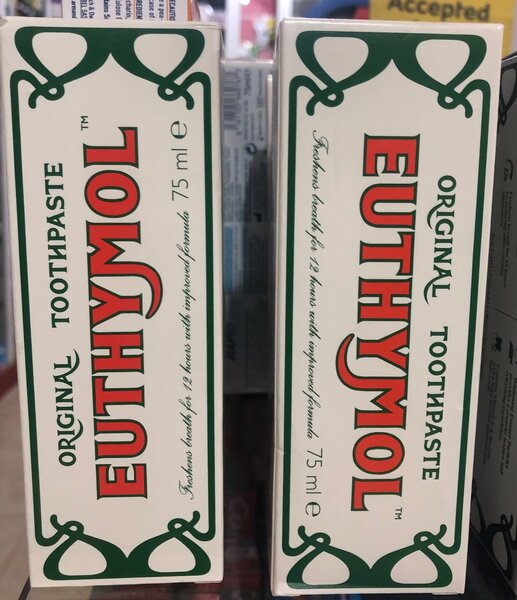 ORIGINAL TOOTHPASTE
EUTHYMOL™
Freshens breath for 12 hours with improved formula 75 ml e
ORIGINAL TOOTHPASTE
EUTHYMOL™
Freshens breath for 12 hours with improved formula 75 ml e
Accepted